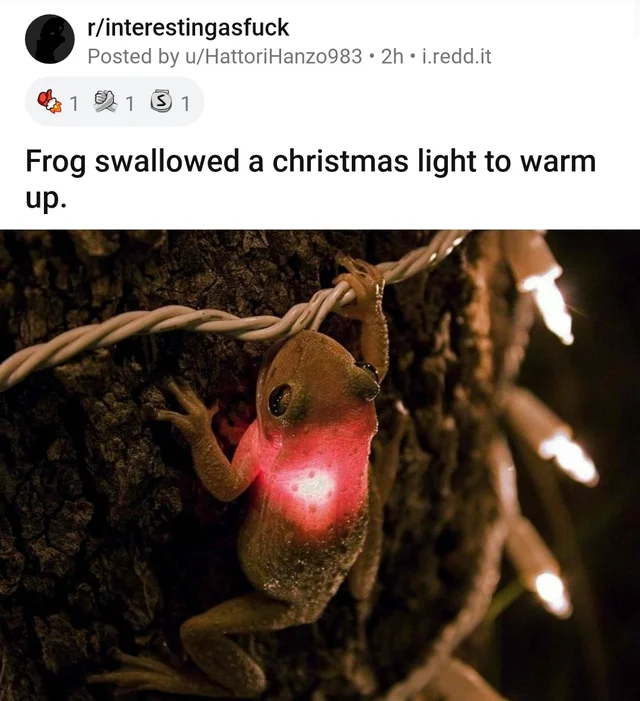 r/interestingasfuck
Posted by u/HattoriHanzo983 • 2h • i.redd.it
1 1 S 1
Frog swallowed a christmas light to warm
up.